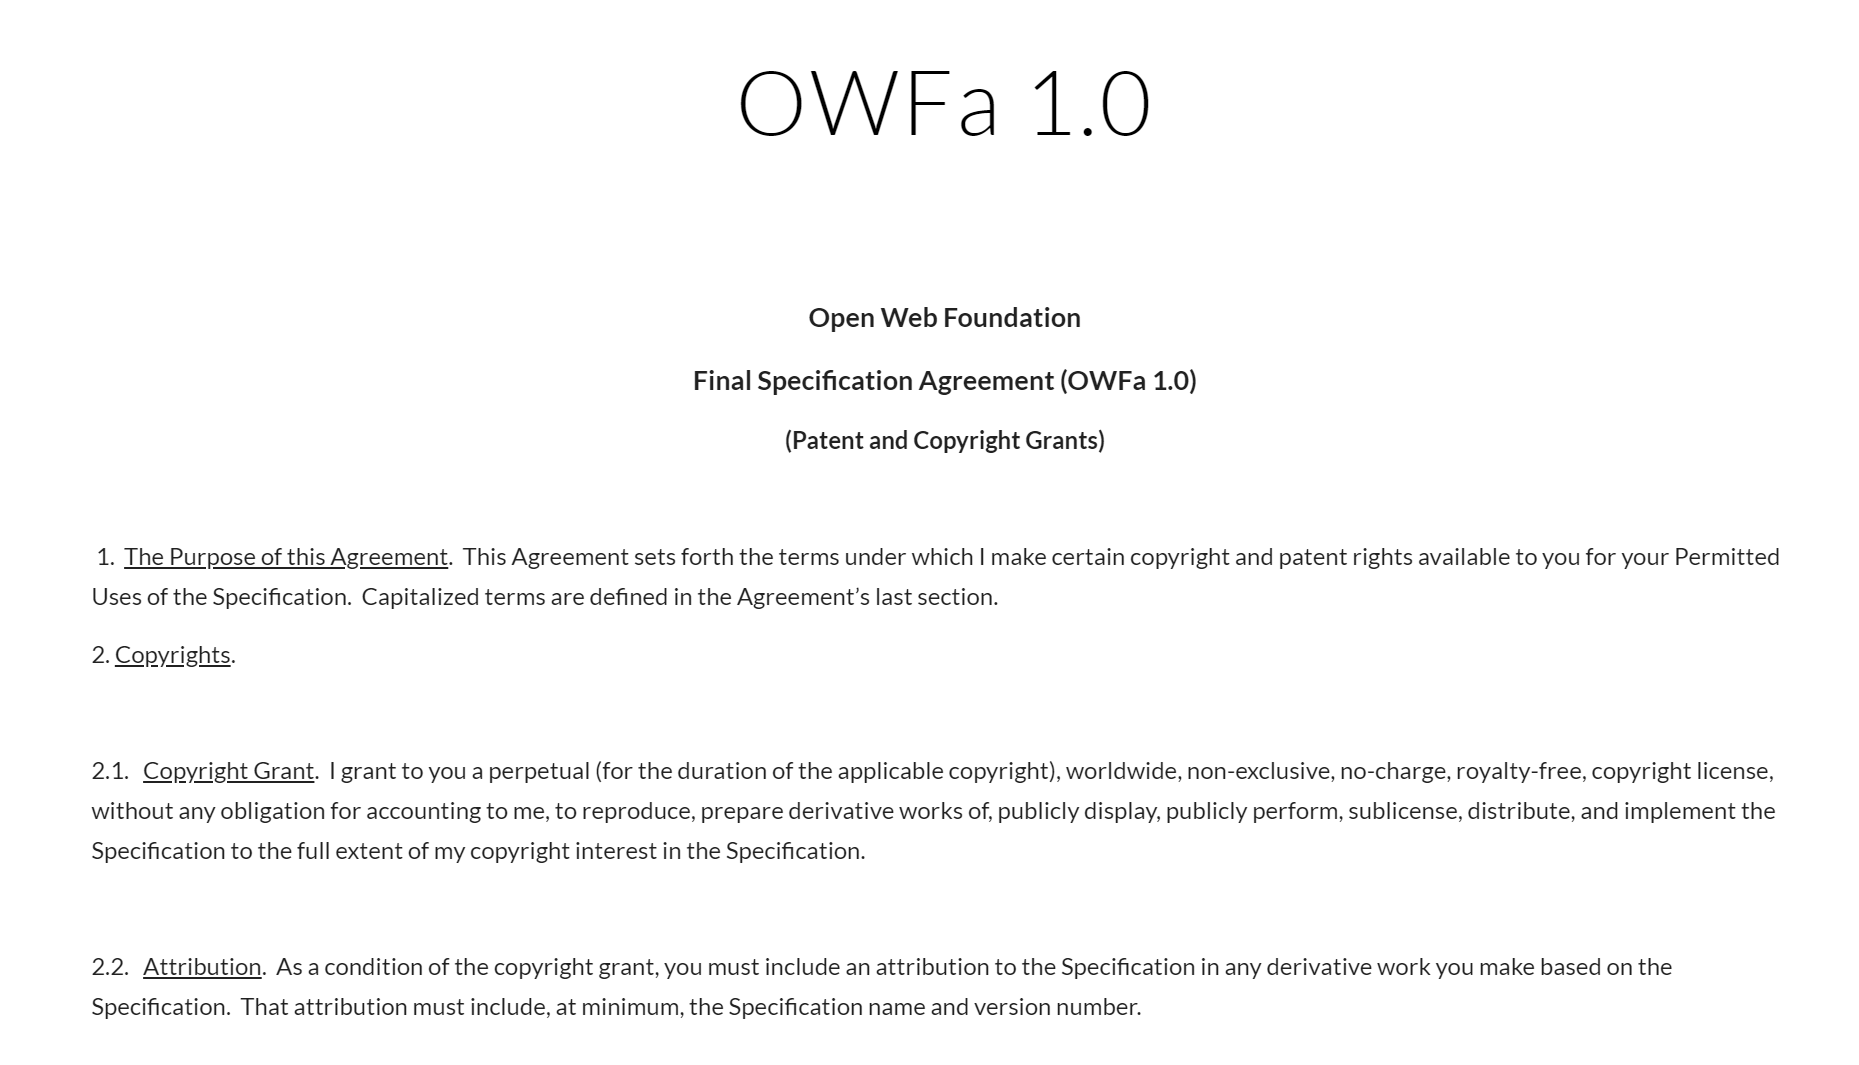 OWFa 1.0
Open Web Foundation
Final Specification Agreement (OWFa 1.0)
(Patent and Copyright Grants)
1. The Purpose of this Agreement. This Agreement sets forth the terms under which I make certain copyright and patent rights available to you for your Permitted
Uses of the Specification. Capitalized terms are defined in the Agreement’s last section.
2. Copyrights.
2.1. Copyright Grant. I grant to you a perpetual (for the duration of the applicable copyright), worldwide, non-exclusive, no-charge, royalty-free, copyright license,
without any obligation for accounting to me, to reproduce, prepare derivative works of, publicly display, publicly perform, sublicense, distribute, and implement the
Specification to the full extent of my copyright interest in the Specification.
2.2. Attribution. As a condition of the copyright grant, you must include an attribution to the Specification in any derivative work you make based on the
Specification. That attribution must include, at minimum, the Specification name and version number.